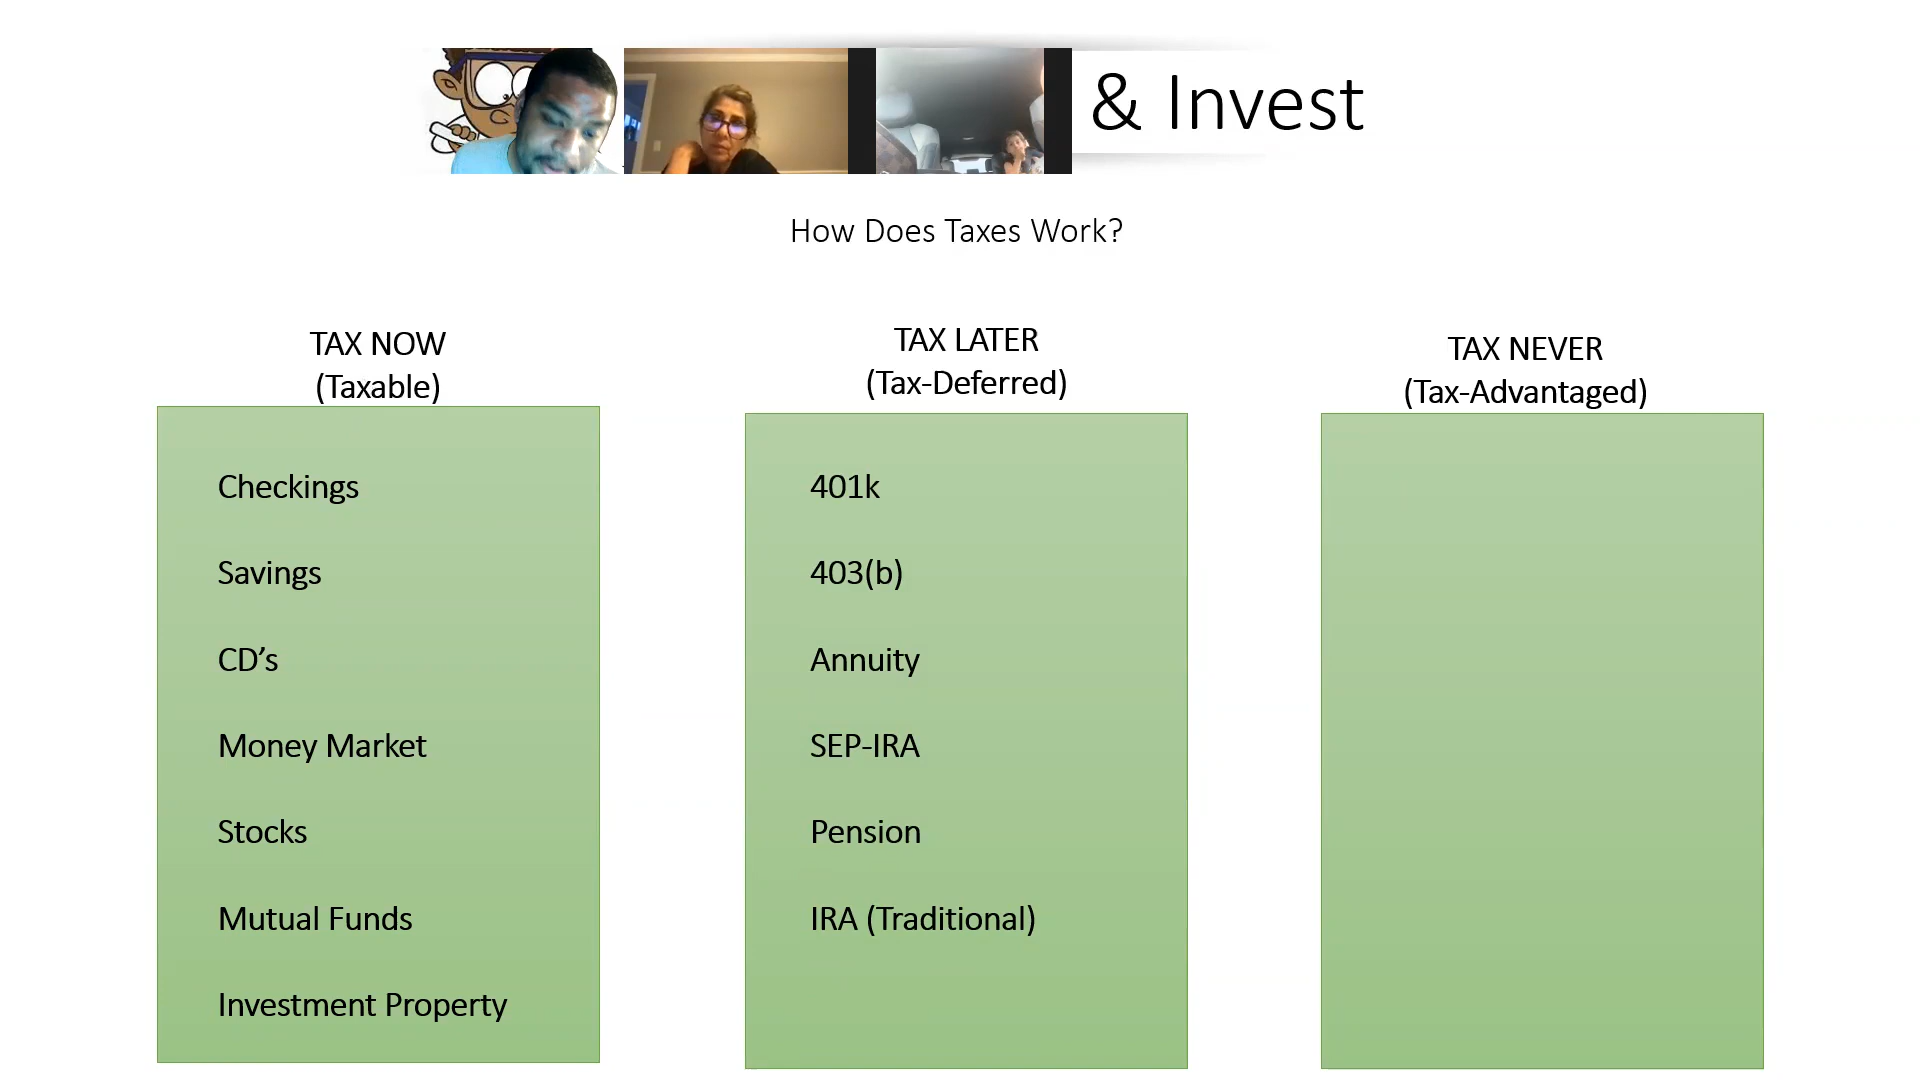 & Invest
How Does Taxes Work?
TAX NOW
(Taxable)
Checkings
Savings
CD’s
Money Market
Stocks
Mutual Funds
Investment Property
TAX LATER
(Tax-Deferred)
401k
403(b)
Annuity
SEP-IRA
Pension
IRA (Traditional)
TAX NEVER
(Tax-Advantaged)